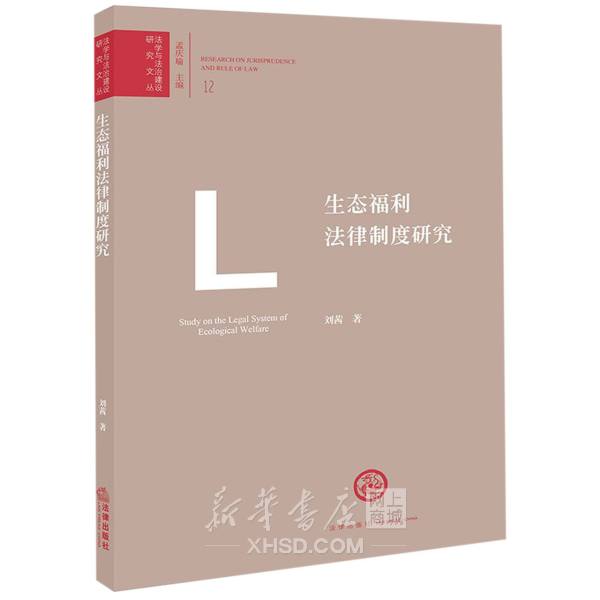 法学与法治建设
研究文丛
孟庆瑜 主编
RESEARCH ON JURISPRUDENCE
AND RULE OF LAW
12
生态福利法律制度研究
刘茜 著
法律出版社
L
生态福利
法律制度研究
Study on the Legal System of
Ecological Welfare
刘茜 著
新华书店
网上
商城
XHSD.COM